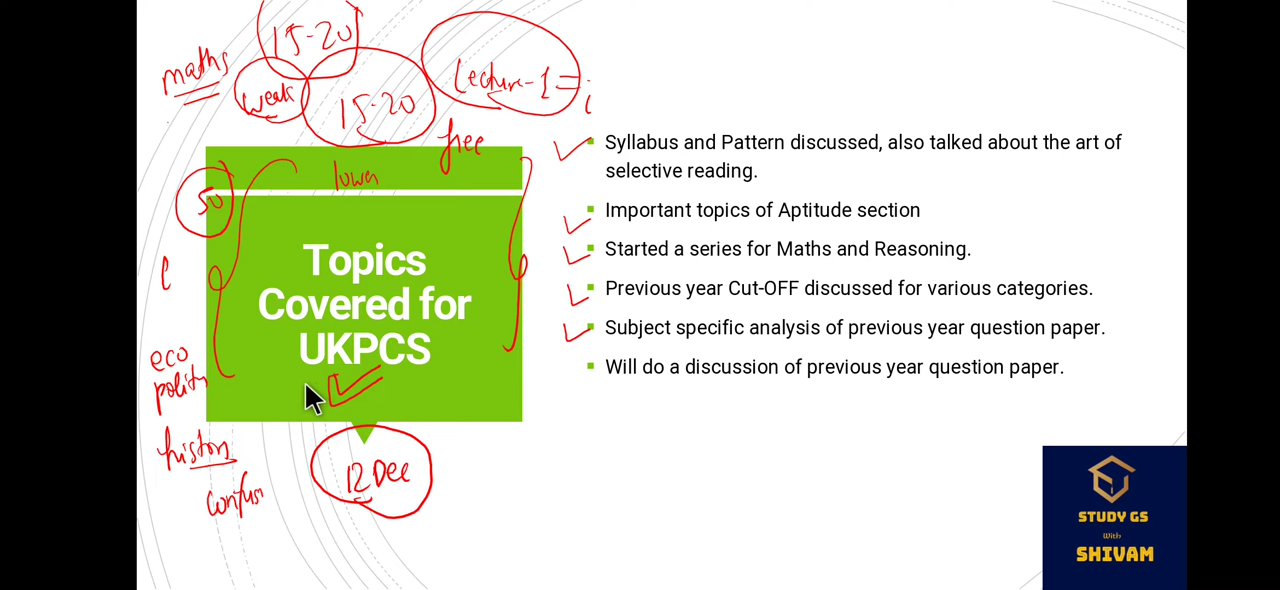 15-20
maths
weak
15-20
Lecture-1
free
lower
50
Topics
Covered for
UKPCS
Syllabus and Pattern discussed, also talked about the art of
selective reading.
Important topics of Aptitude section
Started a series for Maths and Reasoning.
Previous year Cut-OFF discussed for various categories.
Subject specific analysis of previous year question paper.
Will do a discussion of previous year question paper.
eco
polity
history
12 Dec
STUDY GS
With
SHIVAM